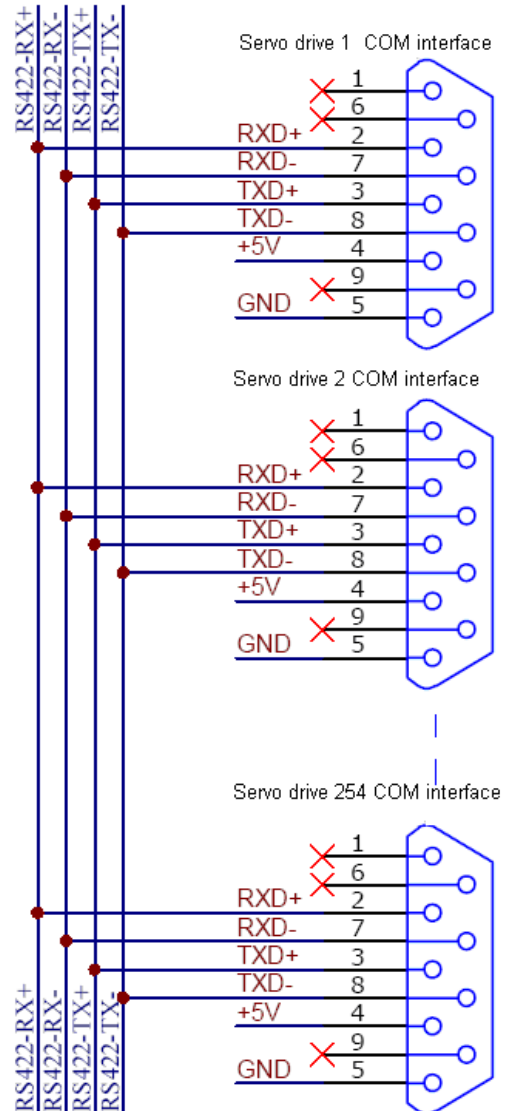 RS422-RX+
RS422-RX-
RS422-TX+
RS422-TX-
Servo drive 1 COM interface
1
6
RXD+ 2
RXD- 7
TXD+ 3
TXD- 8
+5V 4
9
GND 5
Servo drive 2 COM interface
1
6
RXD+ 2
RXD- 7
TXD+ 3
TXD- 8
+5V 4
9
GND 5
Servo drive 254 COM interface
1
6
RXD+ 2
RXD- 7
TXD+ 3
TXD- 8
+5V 4
9
GND 5
RS422-RX+
RS422-RX-
RS422-TX+
RS422-TX-